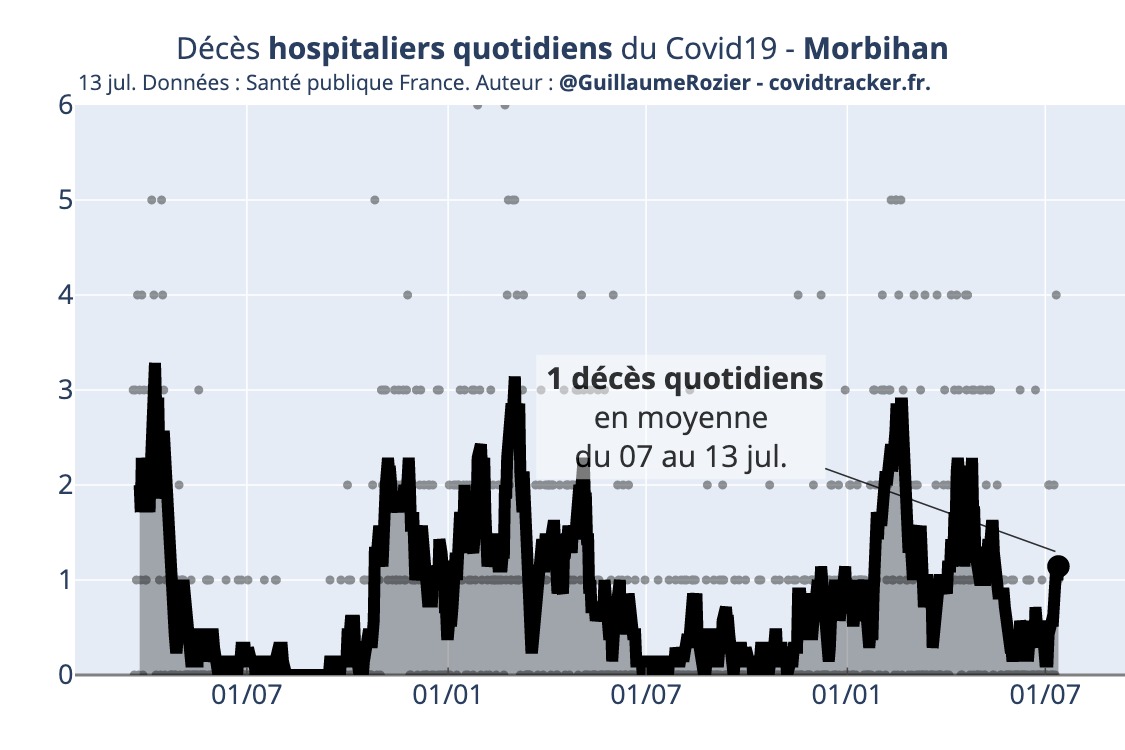 Décès hospitaliers quotidiens du Covid19 - Morbihan
13 jul. Données : Santé publique France. Auteur : @GuillaumeRozier - covidtracker.fr.
6
5
4
3
2
1
0
1 décès quotidiens
en moyenne
du 07 au 13 jul.
01/07 01/01 01/07 01/01 01/07